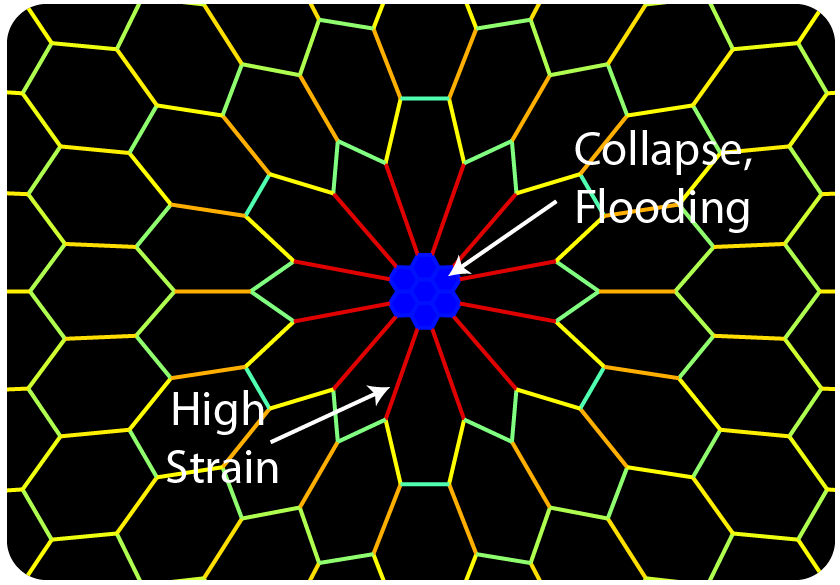 Collapse,
Flooding
High
Strain